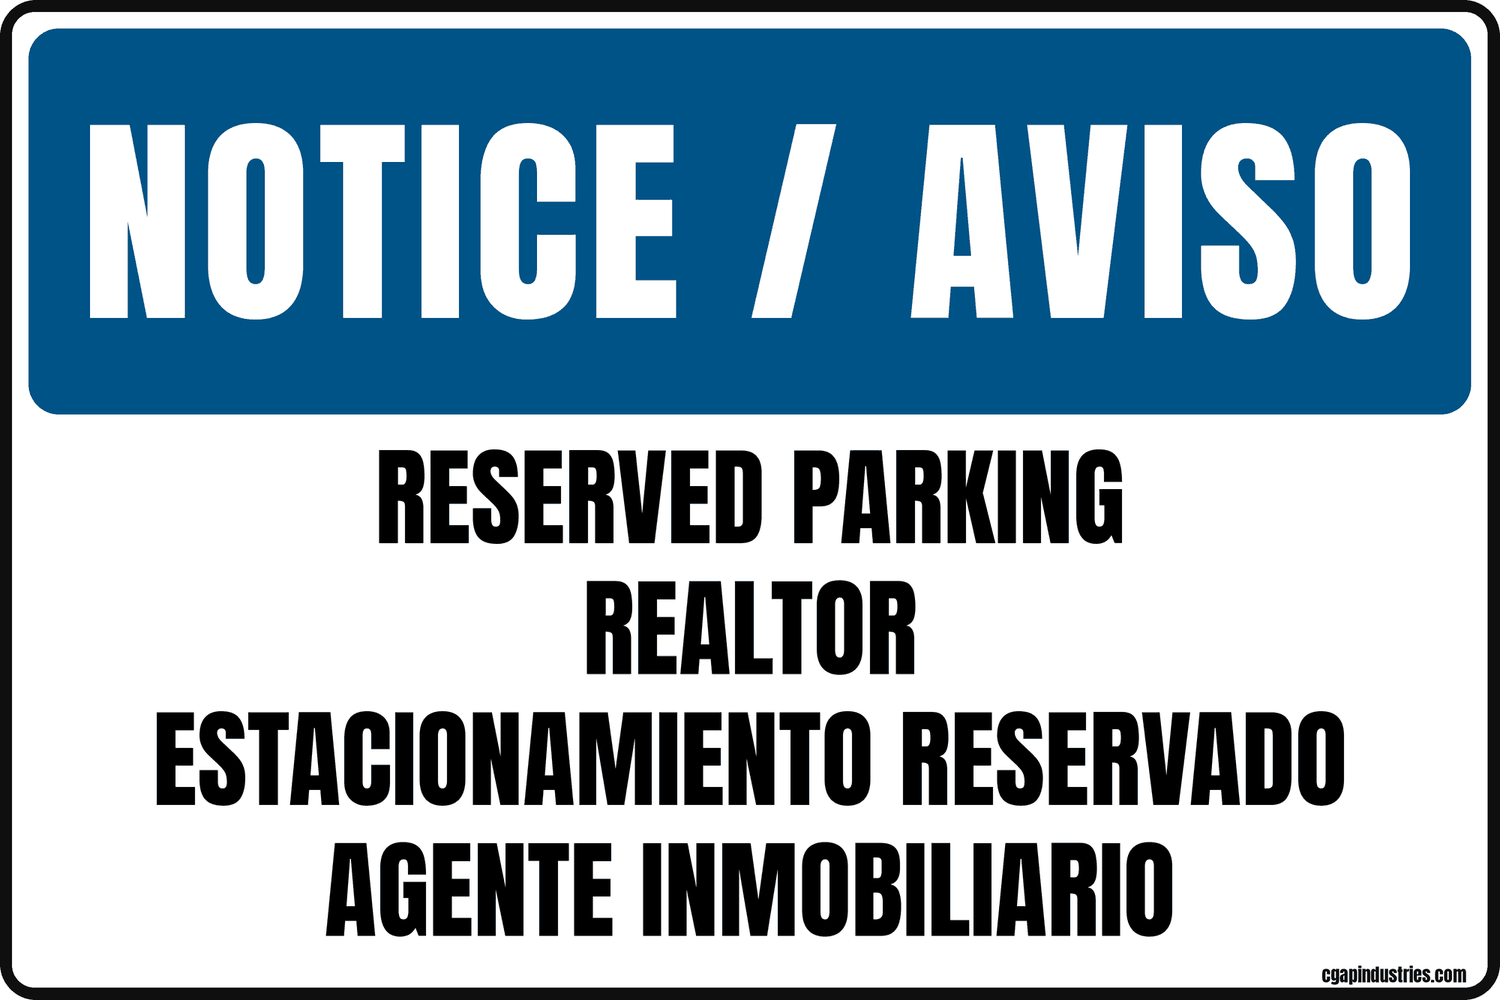 NOTICE / AVISO
RESERVED PARKING
REALTOR
ESTACIONAMIENTO RESERVADO
AGENTE INMOBILIARIO
cgapindustries.com